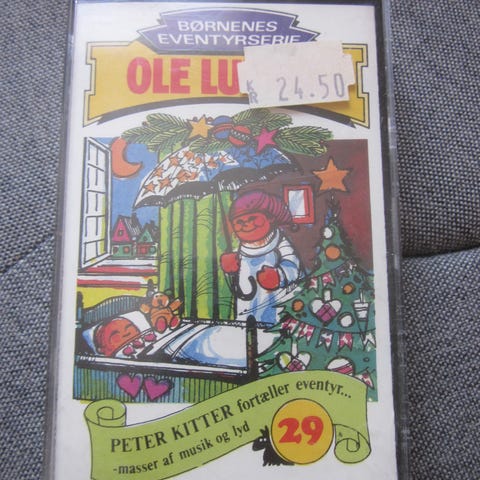 BØRNENES
EVENTYRSERIE
OLE LU
KR 24.50
PETER KITTER fortæller eventyr...
-masser af musik og lyd
29